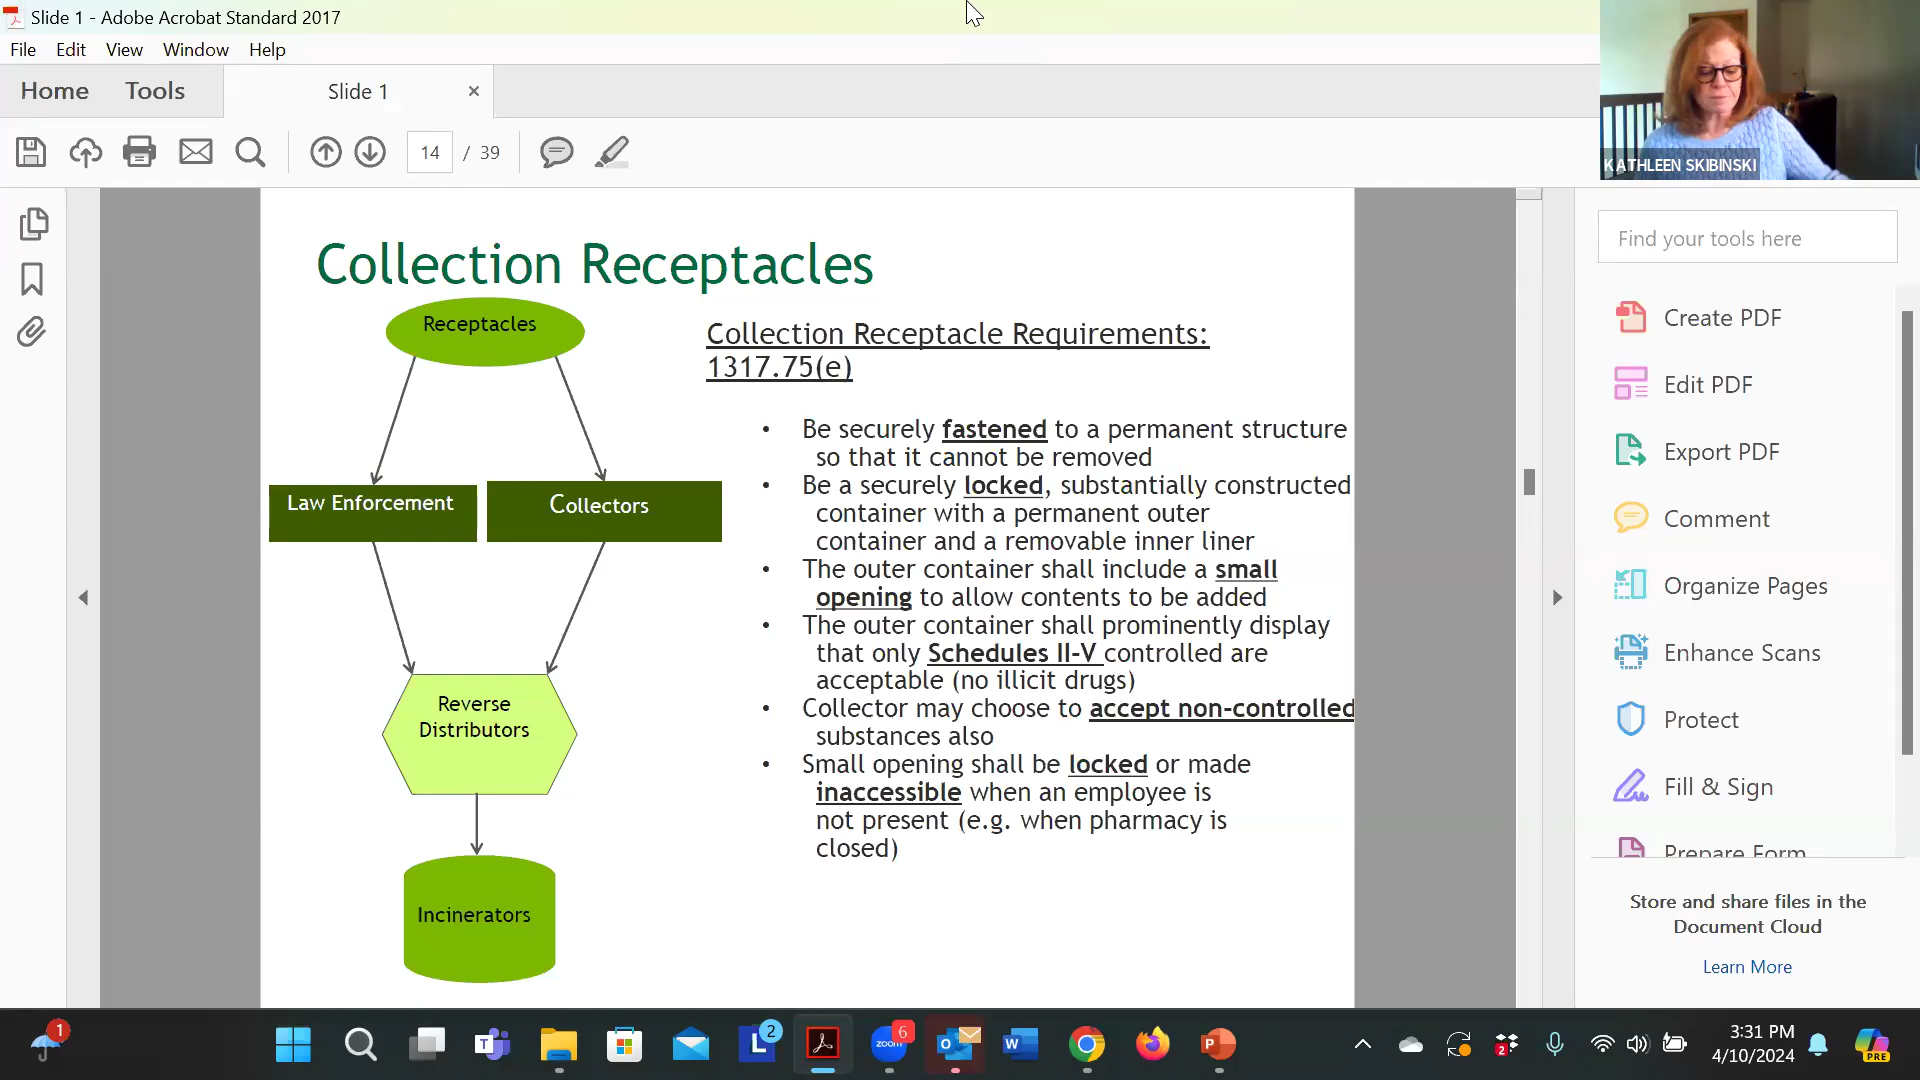 Slide 1 - Adobe Acrobat Standard 2017
File Edit View Window Help
Home Tools Slide 1 ×
14 / 39
KATHLEEN SKIBINSKI
Collection Receptacles
Receptacles
Law Enforcement
Collectors
Reverse
Distributors
Incinerators
Collection Receptacle Requirements:
1317.75(e)
• Be securely fastened to a permanent structure
so that it cannot be removed
• Be a securely locked, substantially constructed
container with a permanent outer
container and a removable inner liner
• The outer container shall include a small
opening to allow contents to be added
• The outer container shall prominently display
that only Schedules II-V controlled are
acceptable (no illicit drugs)
• Collector may choose to accept non-controlled
substances also
• Small opening shall be locked or made
inaccessible when an employee is
not present (e.g. when pharmacy is
closed)
Find your tools here
Create PDF
Edit PDF
Export PDF
Comment
Organize Pages
Enhance Scans
Protect
Fill & Sign
Prepare Form
Store and share files in the
Document Cloud
Learn More
1
T
L
2
zoom
6
O
W
P
2
3:31 PM
4/10/2024
PRE